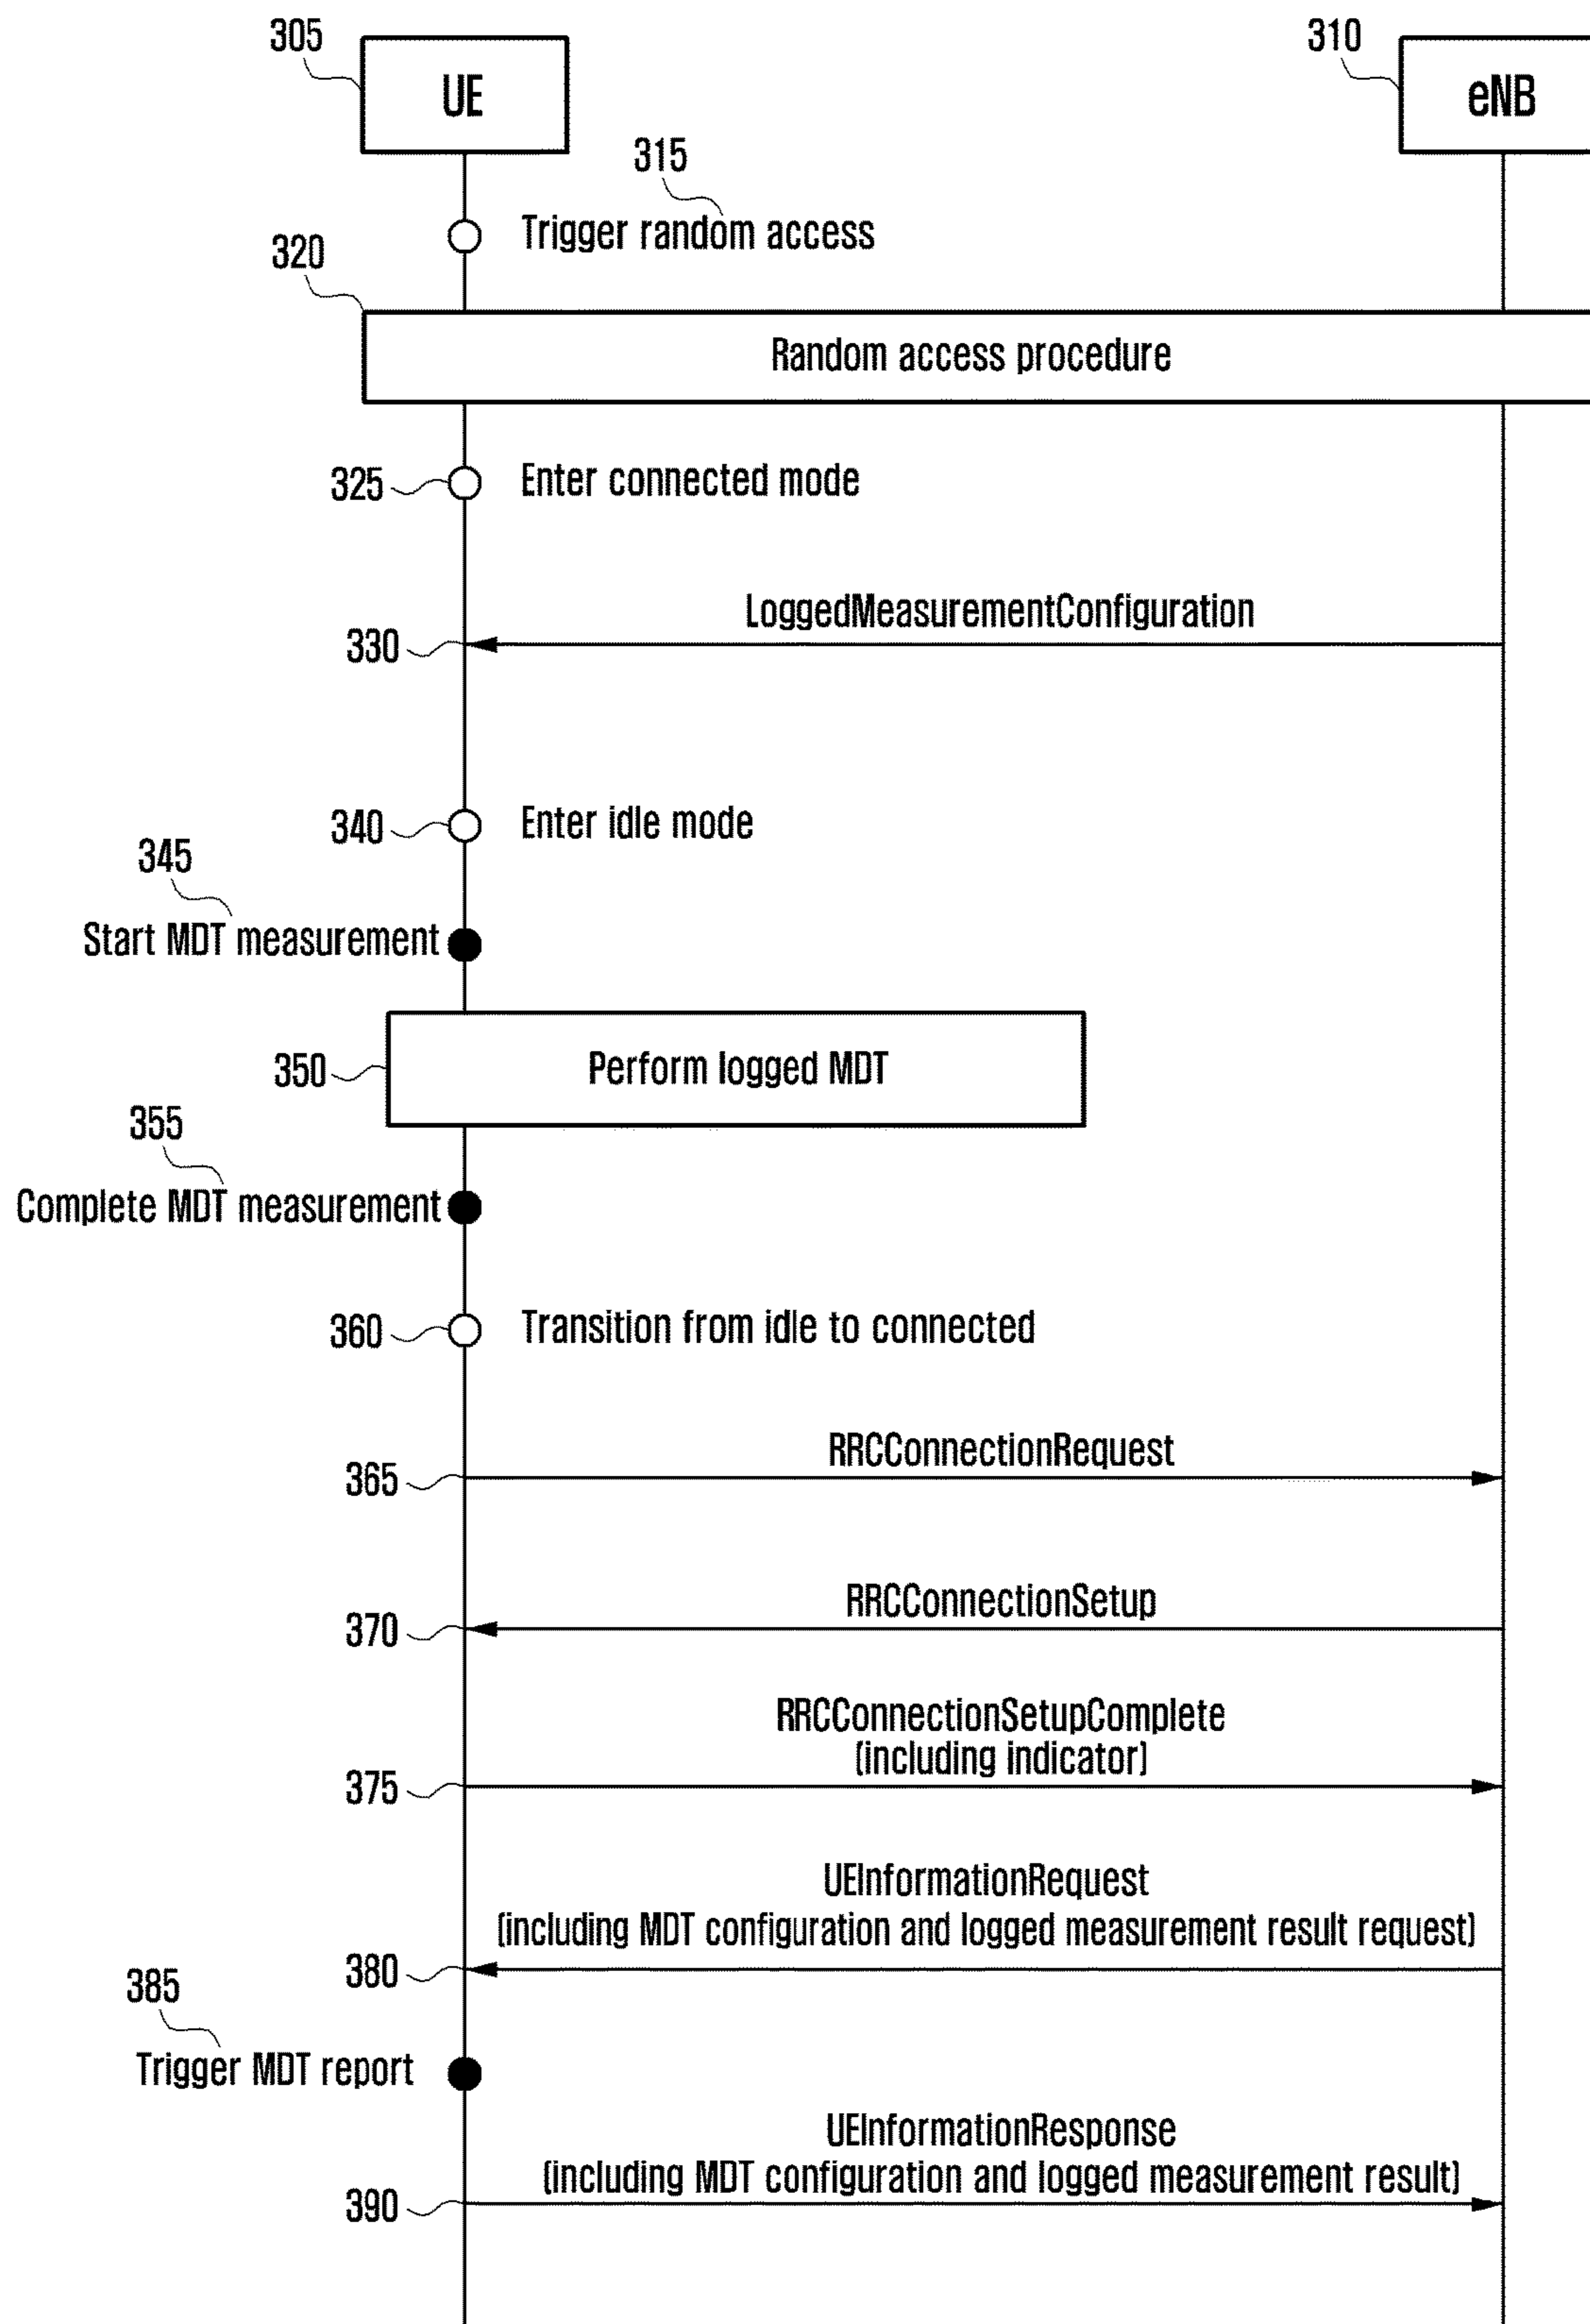 305
UE
310
eNB
315
Trigger random access
320
Random access procedure
325
Enter connected mode
LoggedMeasurementConfiguration
330
340
Enter idle mode
345
Start MDT measurement
350
Perform logged MDT
355
Complete MDT measurement
360
Transition from idle to connected
RRCConnectionRequest
365
RRCConnectionSetup
370
RRCConnectionSetupComplete
(including indicator)
375
UEInformationRequest
(including MDT configuration and logged measurement result request)
380
385
Trigger MDT report
UEInformationResponse
(including MDT configuration and logged measurement result)
390